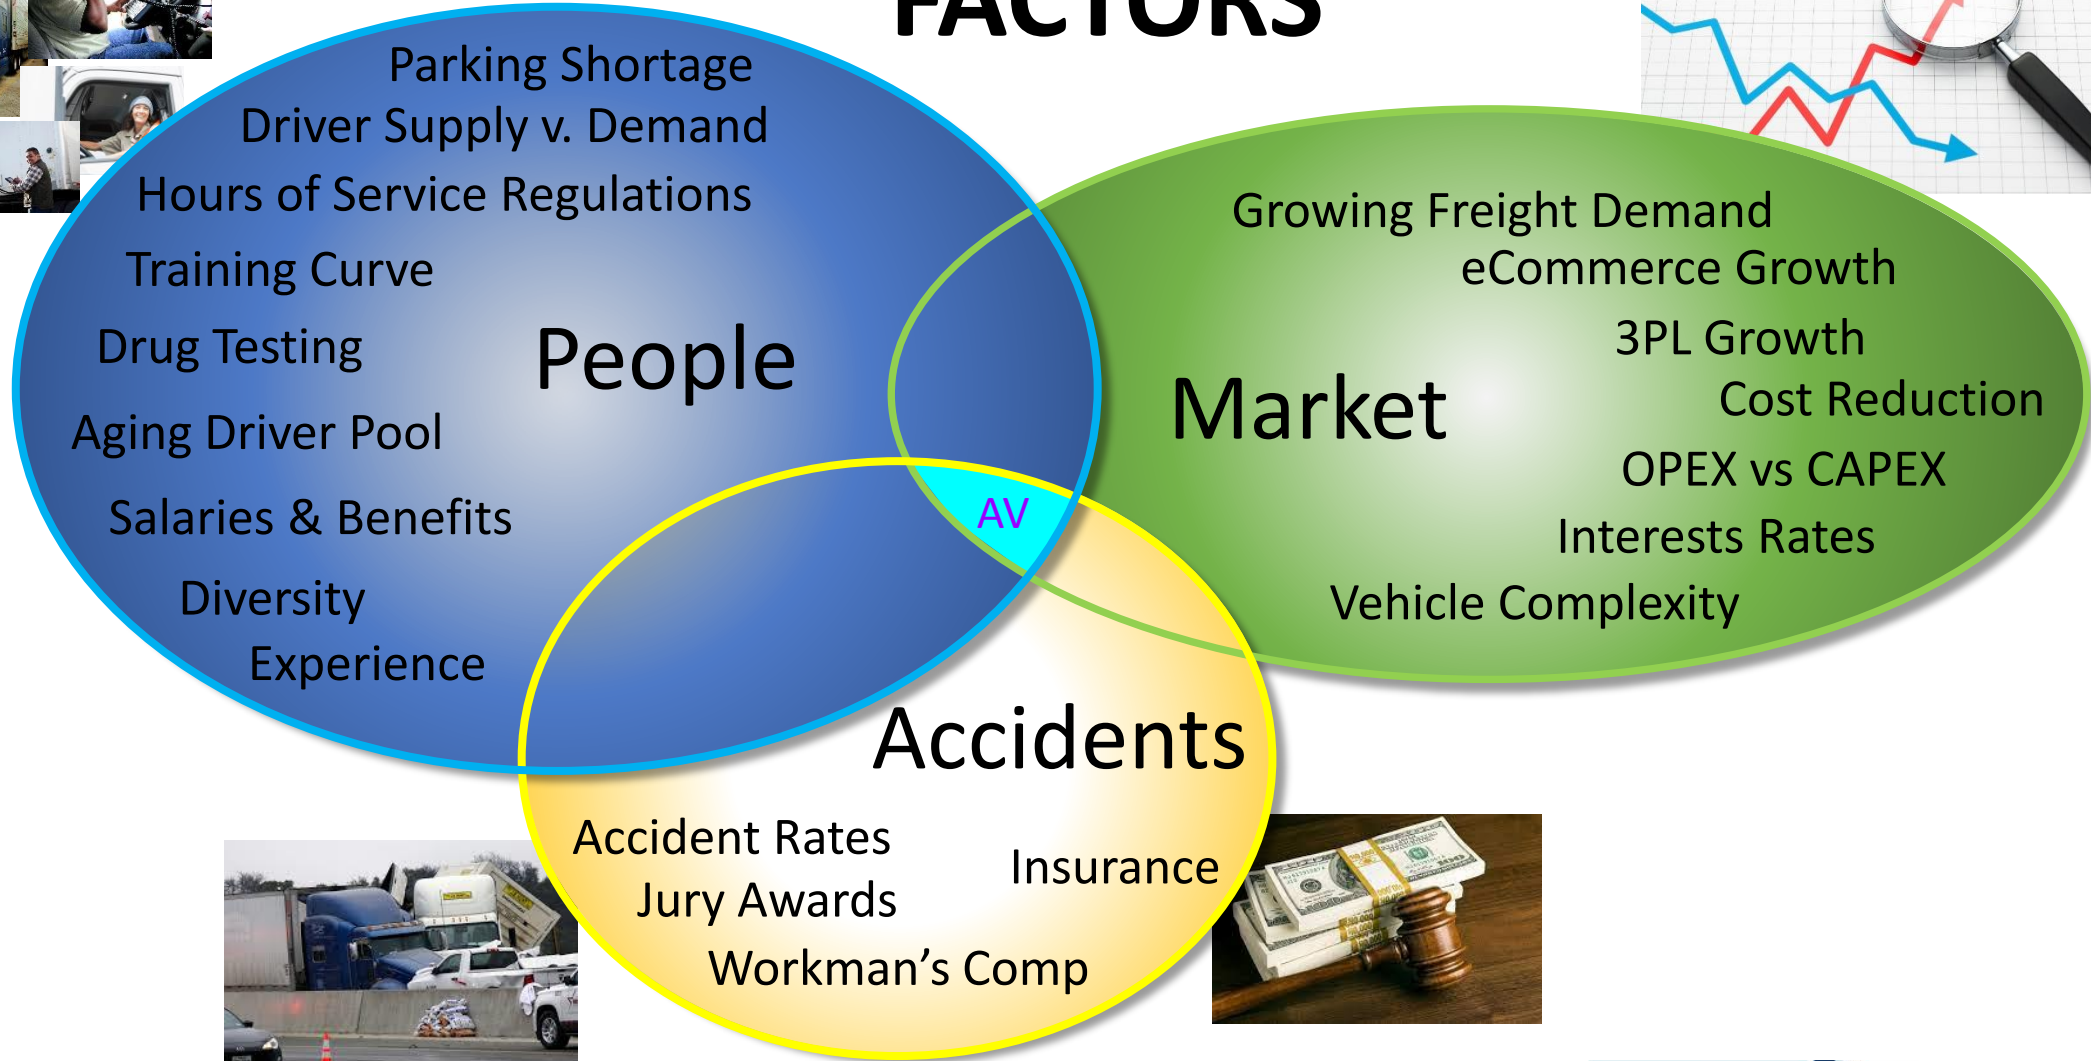 FACTORS
Parking Shortage
Driver Supply v. Demand
Hours of Service Regulations
Training Curve
Drug Testing
People
Aging Driver Pool
Salaries & Benefits
Diversity
Experience
Growing Freight Demand
eCommerce Growth
3PL Growth
Cost Reduction
Market
OPEX vs CAPEX
Interests Rates
Vehicle Complexity
AV
Accidents
Accident Rates
Insurance
Jury Awards
Workman’s Comp